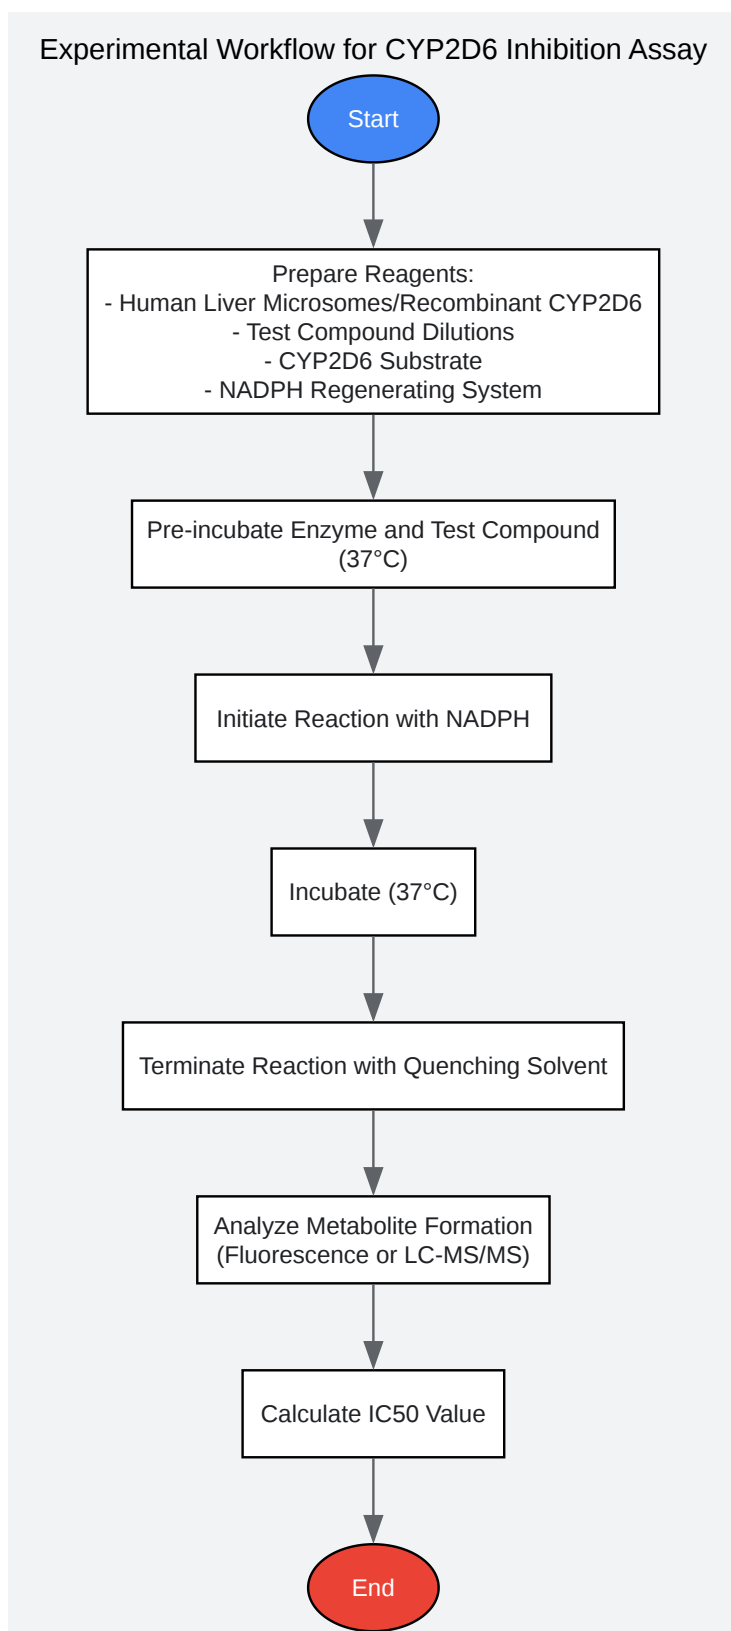 Experimental Workflow for CYP2D6 Inhibition Assay
Start
Prepare Reagents:
- Human Liver Microsomes/Recombinant CYP2D6
- Test Compound Dilutions
- CYP2D6 Substrate
- NADPH Regenerating System
Pre-incubate Enzyme and Test Compound
(37°C)
Initiate Reaction with NADPH
Incubate (37°C)
Terminate Reaction with Quenching Solvent
Analyze Metabolite Formation
(Fluorescence or LC-MS/MS)
Calculate IC50 Value
End